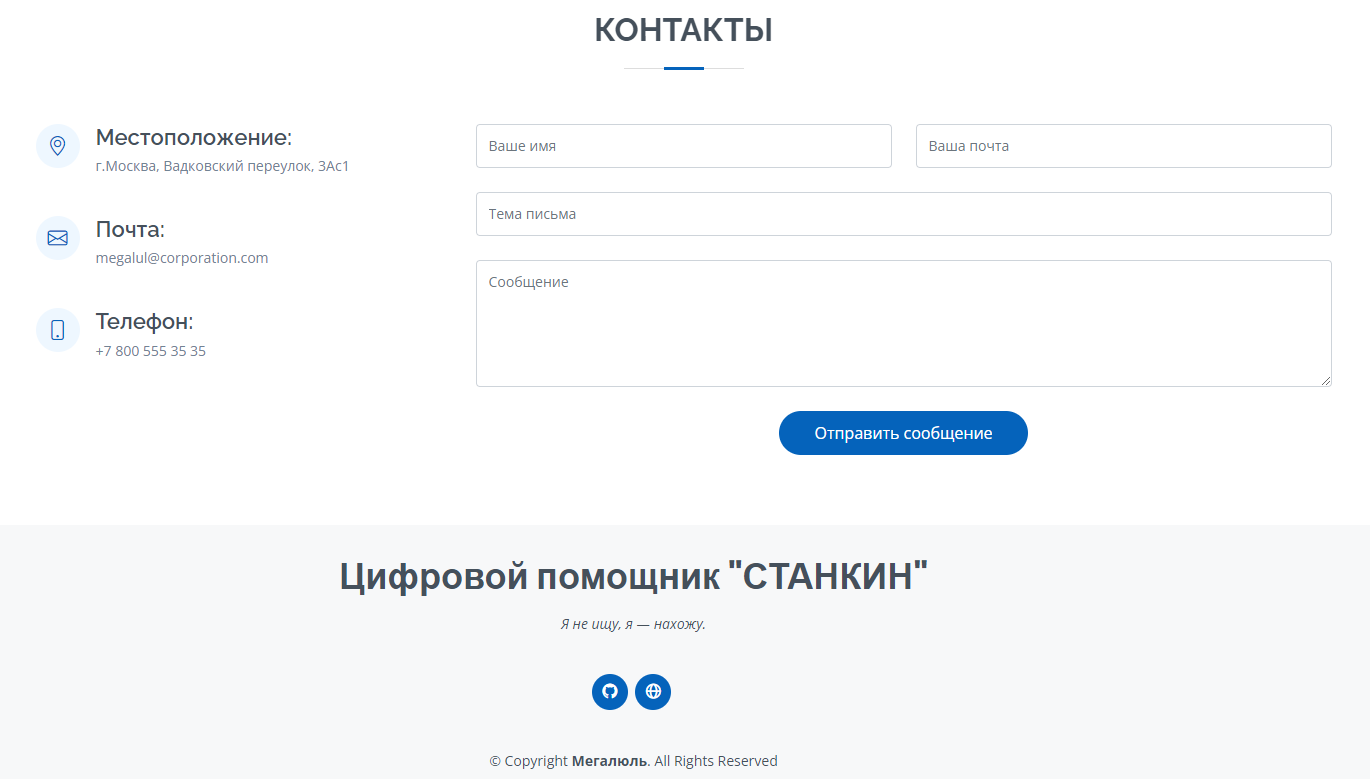 КОНТАКТЫ
Местоположение:
г.Москва, Вадковский переулок, 3Ас1
Почта:
megalul@corporation.com
Телефон:
+7 800 555 35 35
Ваше имя
Ваша почта
Тема письма
Сообщение
Отправить сообщение
Цифровой помощник "СТАНКИН"
Я не ищу, я — нахожу.
© Copyright Мегалюль. All Rights Reserved